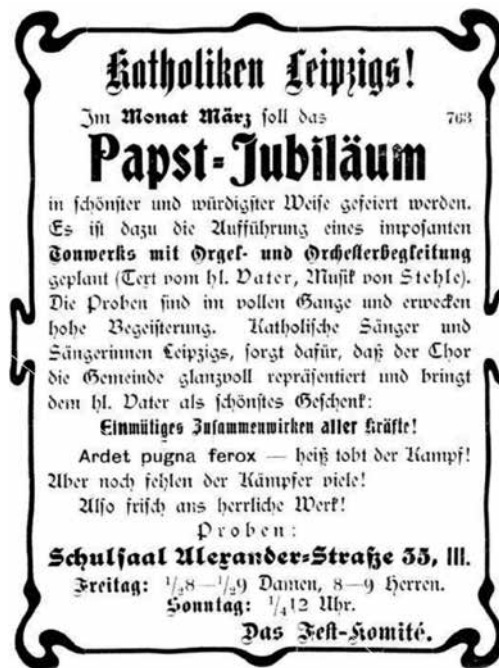 Katholiken Leipzigs!
Im Monat März soll das 763
Papst-Jubiläum
in schönster und würdigster Weise gefeiert werden.
Es ist dazu die Aufführung eines imposanten
Tonwerks mit Orgel- und Orchesterbegleitung
geplant (Text vom hl. Vater, Musik von Stehle).
Die Proben sind im vollen Gange und erwecken
hohe Begeisterung. Katholische Sänger und
Sängerinnen Leipzigs, sorgt dafür, daß der Chor
die Gemeinde glanzvoll repräsentiert und bringt
dem hl. Vater als schönstes Geschenk:
Einmütiges Zusammenwirken aller Kräfte!
Ardet pugna ferox — heiß tobt der Kampf!
Aber noch fehlen der Kämpfer viele!
Also frisch ans herrliche Werk!
Proben:
Schulsaal Alexander-Straße 35, III.
Freitag: ½8—½9 Damen, 8—9 Herren.
Sonntag: ¼12 Uhr.
Das Fest-Komité.